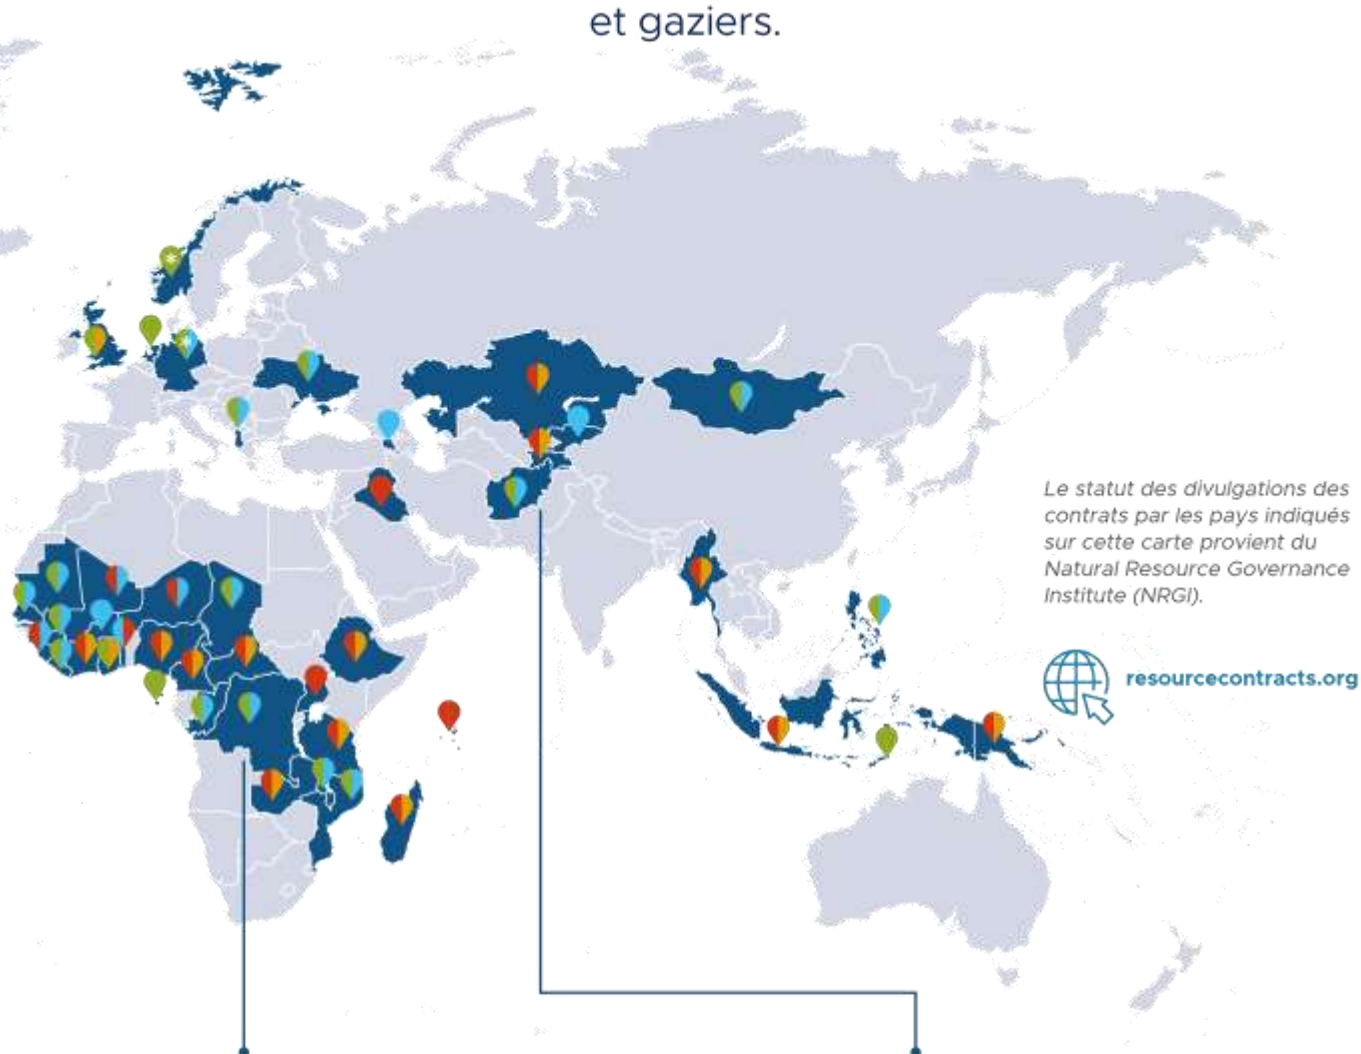 et gaziers.
Le statut des divulgations des
contrats par les pays indiqués
sur cette carte provient du
Natural Resource Governance
Institute (NRGI).
resourcecontracts.org